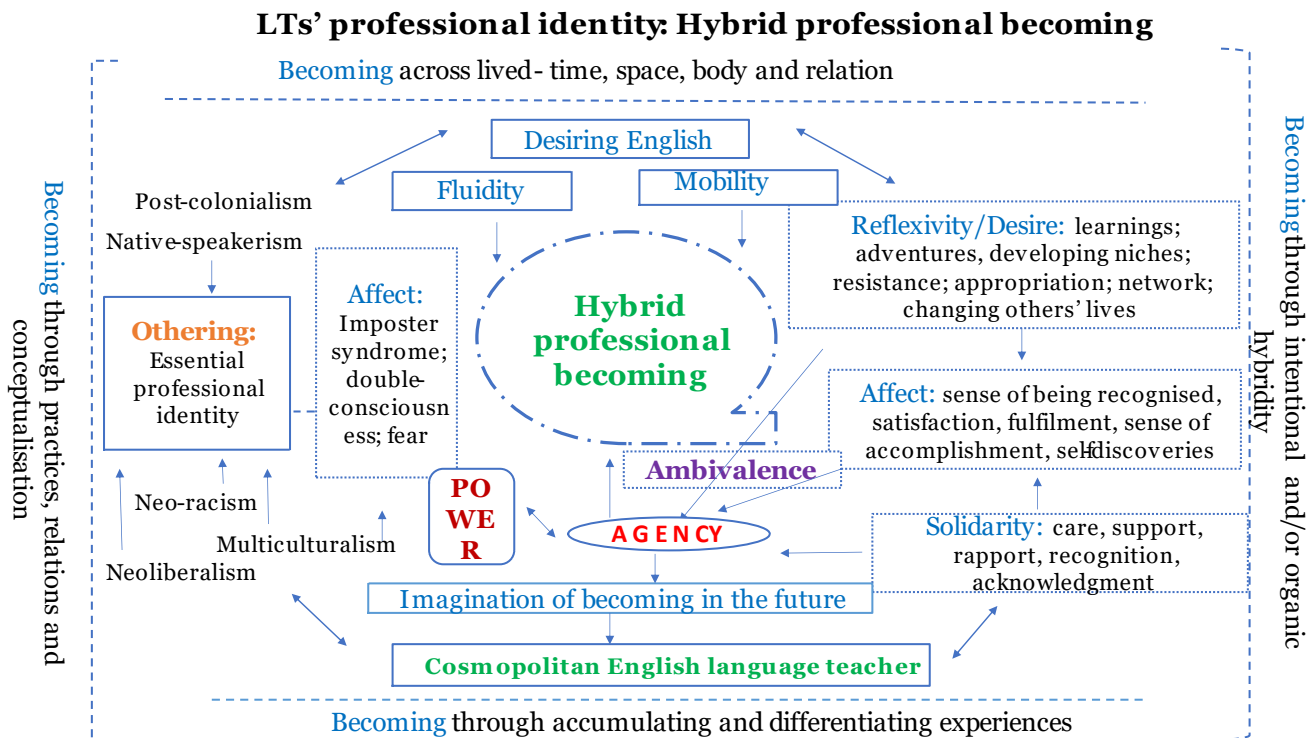 LTs' professional identity: Hybrid professional becoming
Becoming across lived- time, space, body and relation
Desiring English
Fluidity
Mobility
Becoming through practices, relations and
conceptualisation
Post-colonialism
Native-speakerism
Othering:
Essential
professional
identity
Affect:
Imposter
syndrome;
double-
consciousn
ess; fear
Hybrid
professional
becoming
Reflexivity/Desire: learnings;
adventures, developing niches;
resistance; appropriation; network;
changing others' lives
Affect: sense of being recognised,
satisfaction, fulfilment, sense of
accomplishment, self-discoveries
Ambivalence
Neo-racism
Multiculturalism
Neoliberalism
PO
WE
R
AGENCY
Solidarity: care, support,
rapport, recognition,
acknowledgment
Imagination of becoming in the future
Cosmopolitan English language teacher
Becoming through accumulating and differentiating experiences
Becoming through intentional and/or organic
hybridity